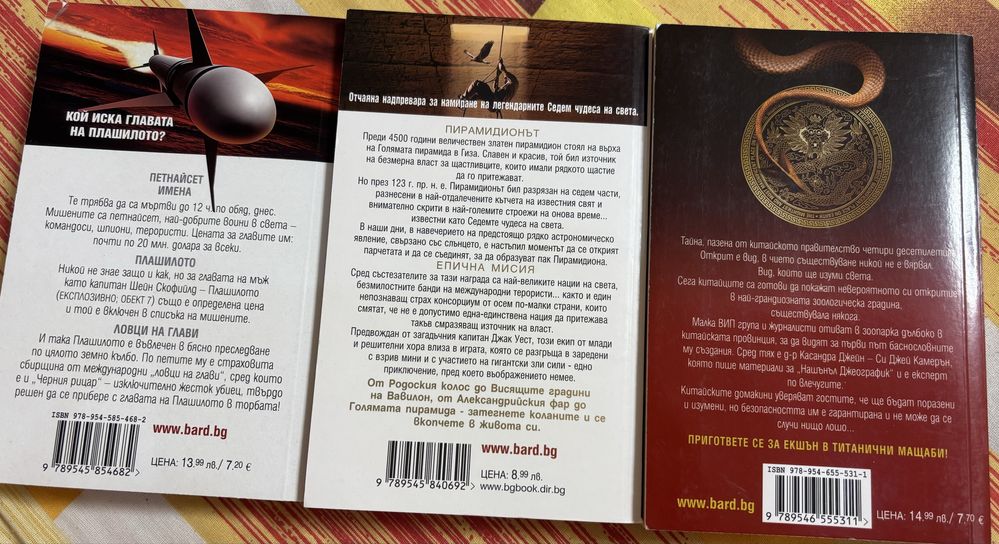 КОЙ ИСКА ГЛАВАТА
НА ПЛАШИЛОТО?
ПЕТНАЙСЕТ
ИМЕНА
Те трябва да са мъртви до 12 ч. по обяд, днес.
Мишените са петнайсет, най-добрите воини в света –
командоси, шпиони, терористи. Цената за главите им:
почти по 20 млн. долара за всеки.
ПЛАШИЛОТО
Никой не знае защо и как, но за главата на мъж
като капитан Шейн Скофийлд – Плашилото
(ЕКСПЛОЗИВНО; ОБЕКТ 7) също е определена цена
и той е включен в списъка на мишените.
ЛОВЦИ НА ГЛАВИ
И така Плашилото е въвлечен в бясно преследване
по цялото земно кълбо. По петите му е страховита
сбирщина от международни „ловци на глави", сред които
е и „Черния рицар" – изключително жесток убиец, твърдо
решен да се прибере с главата на Плашилото в торбата!
ISBN 978-954-585-468-2
www.bard.bg
9 789545 854682
ЦЕНА: 13.99 лв./ 7,20 €
Отчаяна надпревара за намиране на легендарните Седем чудеса на света.
ПИРАМИДИОНЪТ
Преди 4500 години величествен златен пирамидион стоял на върха
на Голямата пирамида в Гиза. Славен и красив, той бил източник
на безмерна власт за щастливците, които имали рядкото щастие
да го притежават.
Но през 123 г. пр. н. е. Пирамидионът бил разрязан на седем части,
разнесени в най-отдалечените кътчета на известния свят и
внимателно скрити в най-големите строежи на онова време...
известни като Седемте чудеса на света.
В наши дни, в навечерието на предстоящо рядко астрономическо
явление, свързано със слънцето, е настъпил моментът да се открият
парчетата и да се съединят, за да образуват пак Пирамидиона.
ЕПИЧНА МИСИЯ
Сред състезателите за тази награда са най-великите нации на света,
безмилостните банди на международни терористи... както и един
непознаващ страх консорциум от осем по-малки страни, които
смятат, че не е допустимо една-единствена нация да притежава
такъв смразяващ източник на власт.
Предвождан от загадъчния капитан Джак Уест, този екип от млади
и решителни хора влиза в играта, която се разгръща в заредени
с взрив мини и с участието на гигантски зли сили - едно
приключение, пред което въображението немее.
От Родоския колос до Висящите градини
на Вавилон, от Александрийския фар до
Голямата пирамида - затегнете коланите и се
вкопчете в живота си.
www.bard.bg
9 789545 840692
ЦЕНА: 8,99 лв.
www.bgbook.dir.bg
Тайна, пазена от китайското правителство четири десетилетия.
Открит е вид, в чието съществуване никой не е вярвал.
Вид, който ще изуми света.
Сега китайците са готови да покажат невероятното си откритие
в най-грандиозната зоологическа градина,
съществувала някога.
Малка ВИП група и журналисти отиват в зоопарка дълбоко в
китайската провинция, за да видят за първи път баснословните
му създания. Сред тях е д-р Касандра Джейн – Си Джей Камерън,
която пише материали за „Нашънъл Джеографик" и е експерт
по влечугите.
Китайските домакини уверяват гостите, че ще бъдат поразени
и изумени, но безопасността им е гарантирана и не може да се
случи нищо лошо...
ПРИГОТВЕТЕ СЕ ЗА ЕКШЪН В ТИТАНИЧНИ МАЩАБИ!
ISBN 978-954-655-531-1
www.bard.bg
9 789546 555311
ЦЕНА: 14.99 лв./ 7,70 €